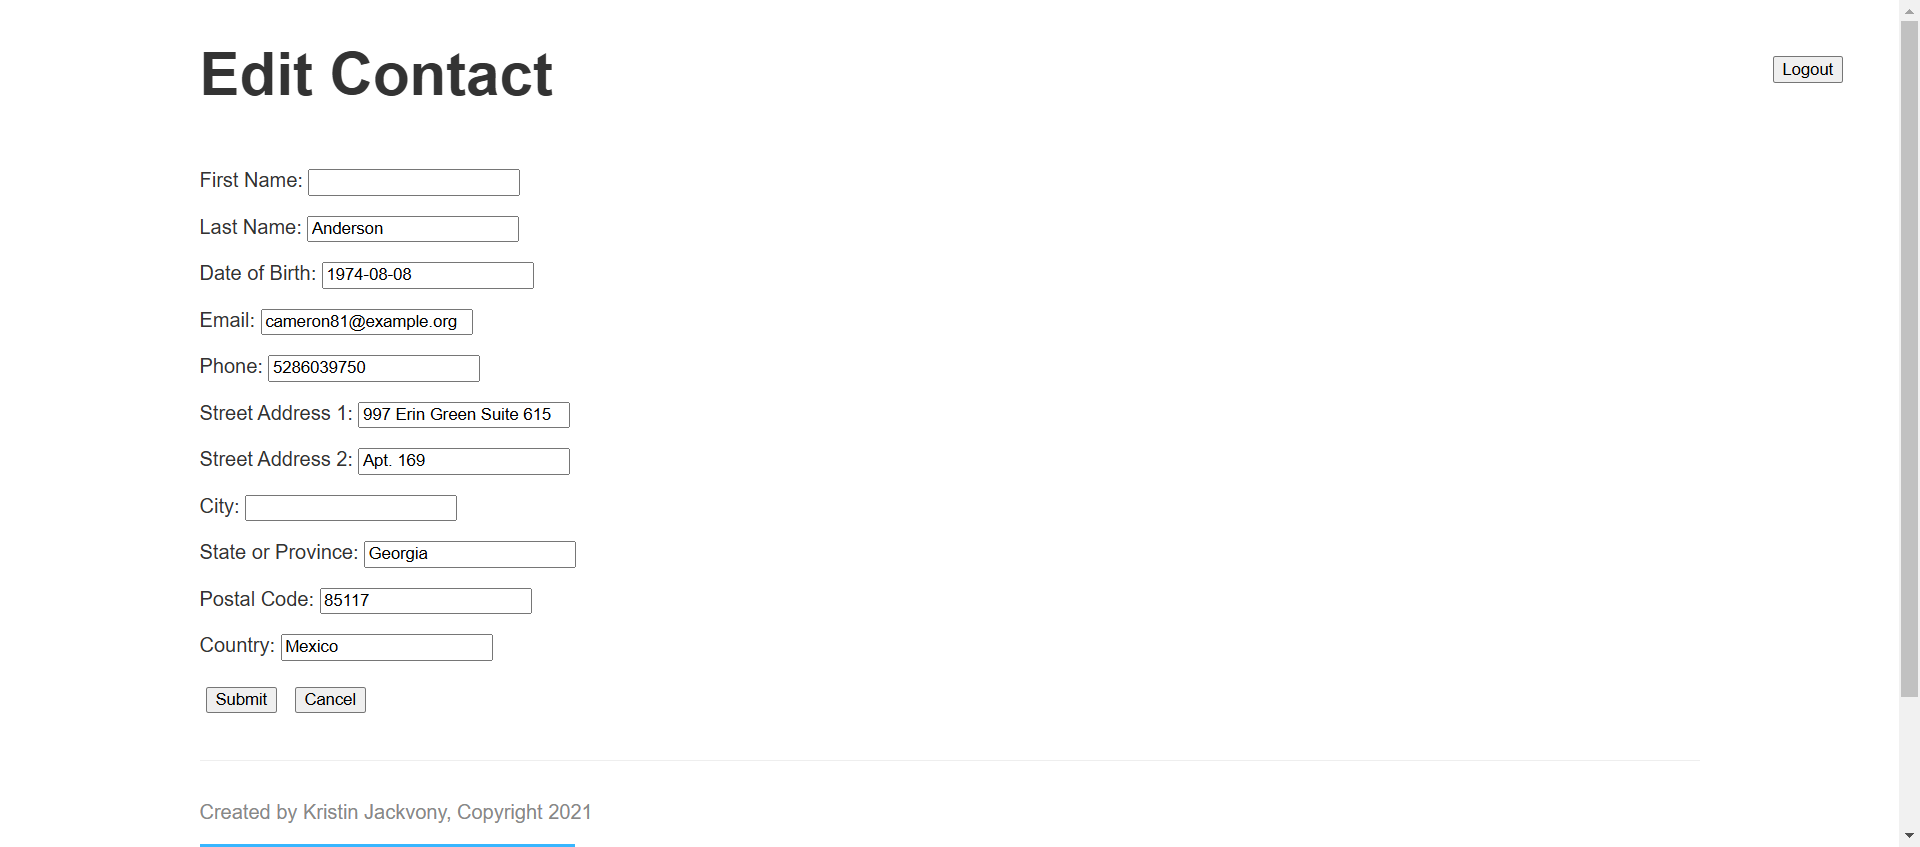 Edit Contact
Logout
First Name:
Last Name: Anderson
Date of Birth: 1974-08-08
Email: cameron81@example.org
Phone: 5286039750
Street Address 1: 997 Erin Green Suite 615
Street Address 2: Apt. 169
City:
State or Province: Georgia
Postal Code: 85117
Country: Mexico
Submit Cancel
Created by Kristin Jackvony, Copyright 2021